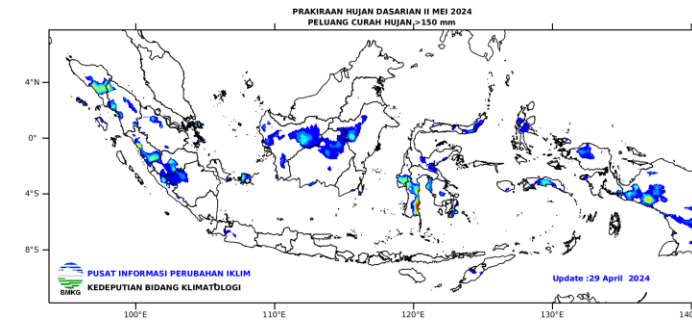 PRAKIRAAN HUJAN DASARIAN II MEI 2024
PELUANG CURAH HUJAN >150 mm
4°N
0°
4°S
8°S
BMKG
PUSAT INFORMASI PERUBAHAN IKLIM
KEDEPUTIAN BIDANG KLIMATOLOGI
Update :29 April 2024
100°E
110°E
120°E
130°E